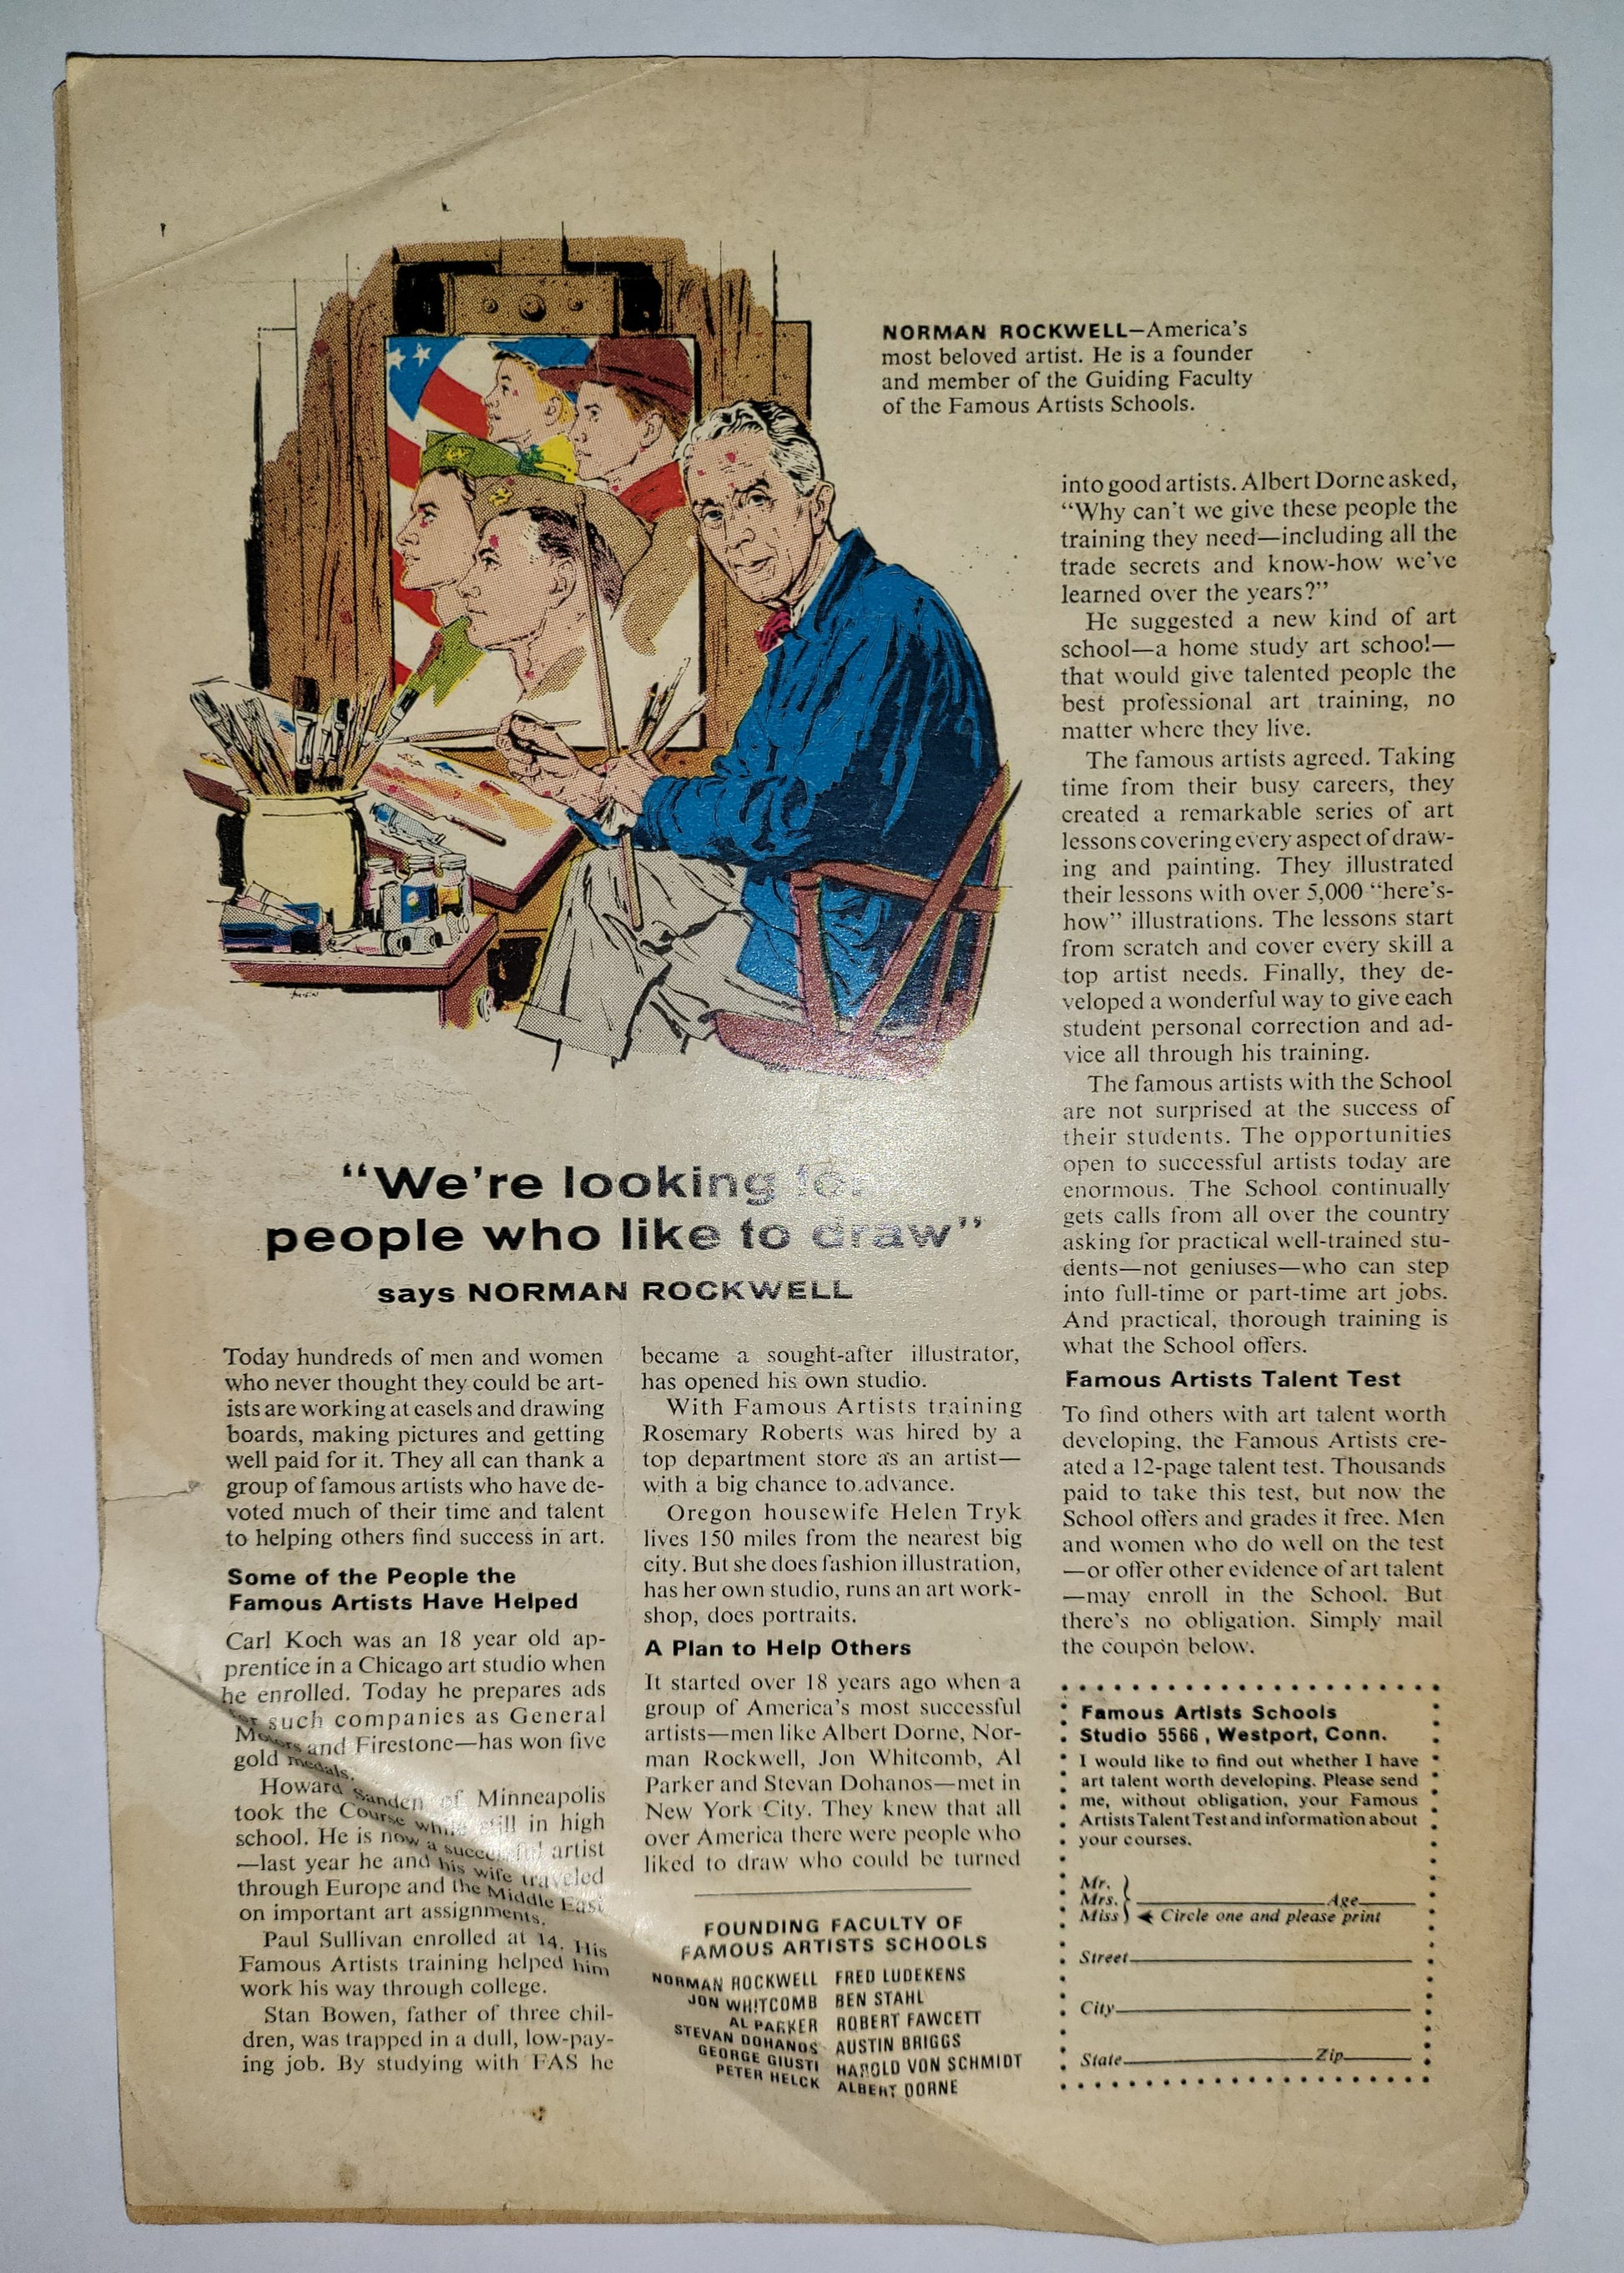 NORMAN ROCKWELL—America's
most beloved artist. He is a founder
and member of the Guiding Faculty
of the Famous Artists Schools.
"We're looking for
people who like to draw"
says NORMAN ROCKWELL
Today hundreds of men and women
who never thought they could be art-
ists are working at easels and drawing
boards, making pictures and getting
well paid for it. They all can thank a
group of famous artists who have de-
voted much of their time and talent
to helping others find success in art.
Some of the People the
Famous Artists Have Helped
Carl Koch was an 18 year old ap-
prentice in a Chicago art studio when
he enrolled. Today he prepares ads
for such companies as General
Motors and Firestone—has won five
gold medals.
Howard Sanden of Minneapolis
took the Course while still in high
school. He is now a successful artist
—last year he and his wife traveled
through Europe and the Middle East
on important art assignments.
Paul Sullivan enrolled at 14. His
Famous Artists training helped him
work his way through college.
Stan Bowen, father of three chil-
dren, was trapped in a dull, low-pay-
ing job. By studying with FAS he
became a sought-after illustrator,
has opened his own studio.
With Famous Artists training
Rosemary Roberts was hired by a
top department store as an artist—
with a big chance to advance.
Oregon housewife Helen Tryk
lives 150 miles from the nearest big
city. But she does fashion illustration,
has her own studio, runs an art work-
shop, does portraits.
A Plan to Help Others
It started over 18 years ago when a
group of America's most successful
artists—men like Albert Dorne, Nor-
man Rockwell, Jon Whitcomb, Al
Parker and Stevan Dohanos—met in
New York City. They knew that all
over America there were people who
liked to draw who could be turned
FOUNDING FACULTY OF
FAMOUS ARTISTS SCHOOLS
NORMAN ROCKWELL FRED LUDEKENS
JON WHITCOMB BEN STAHL
AL PARKER ROBERT FAWCETT
STEVAN DOHANOS AUSTIN BRIGGS
GEORGE GIUSTI HAROLD VON SCHMIDT
PETER HELCK ALBERT DORNE
into good artists. Albert Dorne asked,
"Why can't we give these people the
training they need—including all the
trade secrets and know-how we've
learned over the years?"
He suggested a new kind of art
school—a home study art school—
that would give talented people the
best professional art training, no
matter where they live.
The famous artists agreed. Taking
time from their busy careers, they
created a remarkable series of art
lessons covering every aspect of draw-
ing and painting. They illustrated
their lessons with over 5,000 "here's-
how" illustrations. The lessons start
from scratch and cover every skill a
top artist needs. Finally, they de-
veloped a wonderful way to give each
student personal correction and ad-
vice all through his training.
The famous artists with the School
are not surprised at the success of
their students. The opportunities
open to successful artists today are
enormous. The School continually
gets calls from all over the country
asking for practical well-trained stu-
dents—not geniuses—who can step
into full-time or part-time art jobs.
And practical, thorough training is
what the School offers.
Famous Artists Talent Test
To find others with art talent worth
developing, the Famous Artists cre-
ated a 12-page talent test. Thousands
paid to take this test, but now the
School offers and grades it free. Men
and women who do well on the test
—or offer other evidence of art talent
—may enroll in the School. But
there's no obligation. Simply mail
the coupon below.
Famous Artists Schools
Studio 5566, Westport, Conn.
I would like to find out whether I have
art talent worth developing. Please send
me, without obligation, your Famous
Artists Talent Test and information about
your courses.
Mr.
Mrs. Age
Miss Circle one and please print
Street
City
State Zip